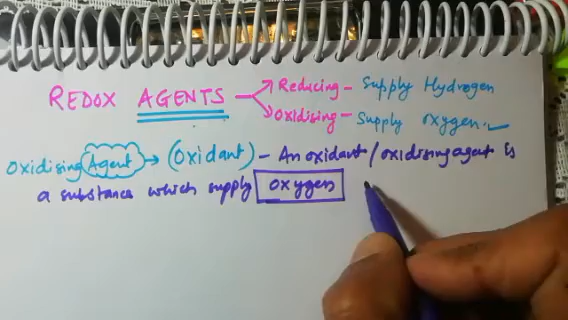 REDOX AGENTS → Reducing - Supply Hydrogen
→ Oxidising - Supply oxygen.
Oxidising Agent → (Oxidant) - An oxidant / oxidising agent is
a substance which supply oxygen